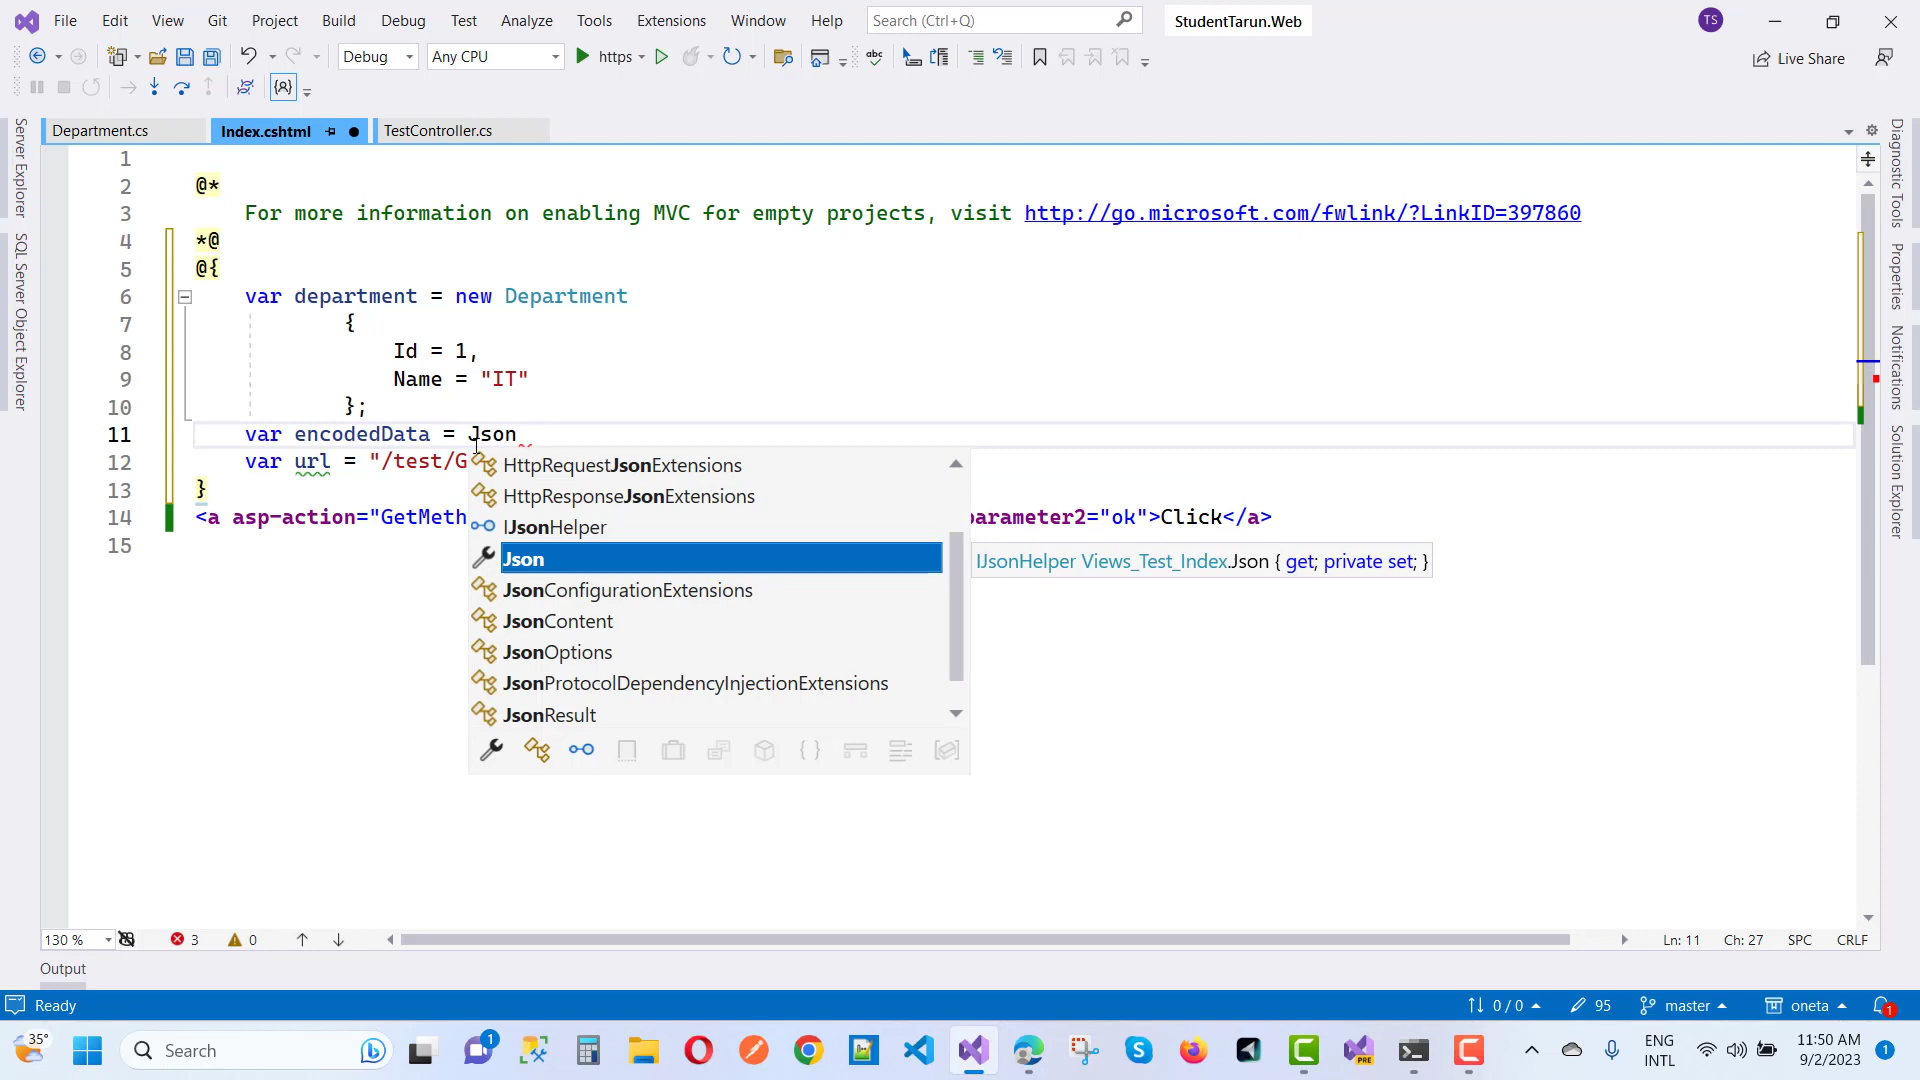 File Edit View Git Project Build Debug Test Analyze Tools Extensions Window Help Search (Ctrl+Q) StudentTarun.Web TS
Debug Any CPU https abc Live Share
Department.cs Index.cshtml TestController.cs
Server Explorer
SQL Server Object Explorer
Diagnostic Tools
Properties
Notifications
Solution Explorer
1
2 @*
3 For more information on enabling MVC for empty projects, visit http://go.microsoft.com/fwlink/?LinkID=397860
4 *@
5 @{
6 var department = new Department
7 {
8 Id = 1,
9 Name = "IT"
10 };
11 var encodedData = Json
12 var url = "/test/G
13 }
14 <a asp-action="GetMeth parameter2="ok">Click</a>
15
HttpRequestJsonExtensions
HttpResponseJsonExtensions
IJsonHelper
Json IJsonHelper Views_Test_Index.Json { get; private set; }
JsonConfigurationExtensions
JsonContent
JsonOptions
JsonProtocolDependencyInjectionExtensions
JsonResult
130 % 3 0 Ln: 11 Ch: 27 SPC CRLF
Output
Ready 0 / 0 95 master oneta 1
35° Search 1 PRE ENG INTL 11:50 AM 9/2/2023 1